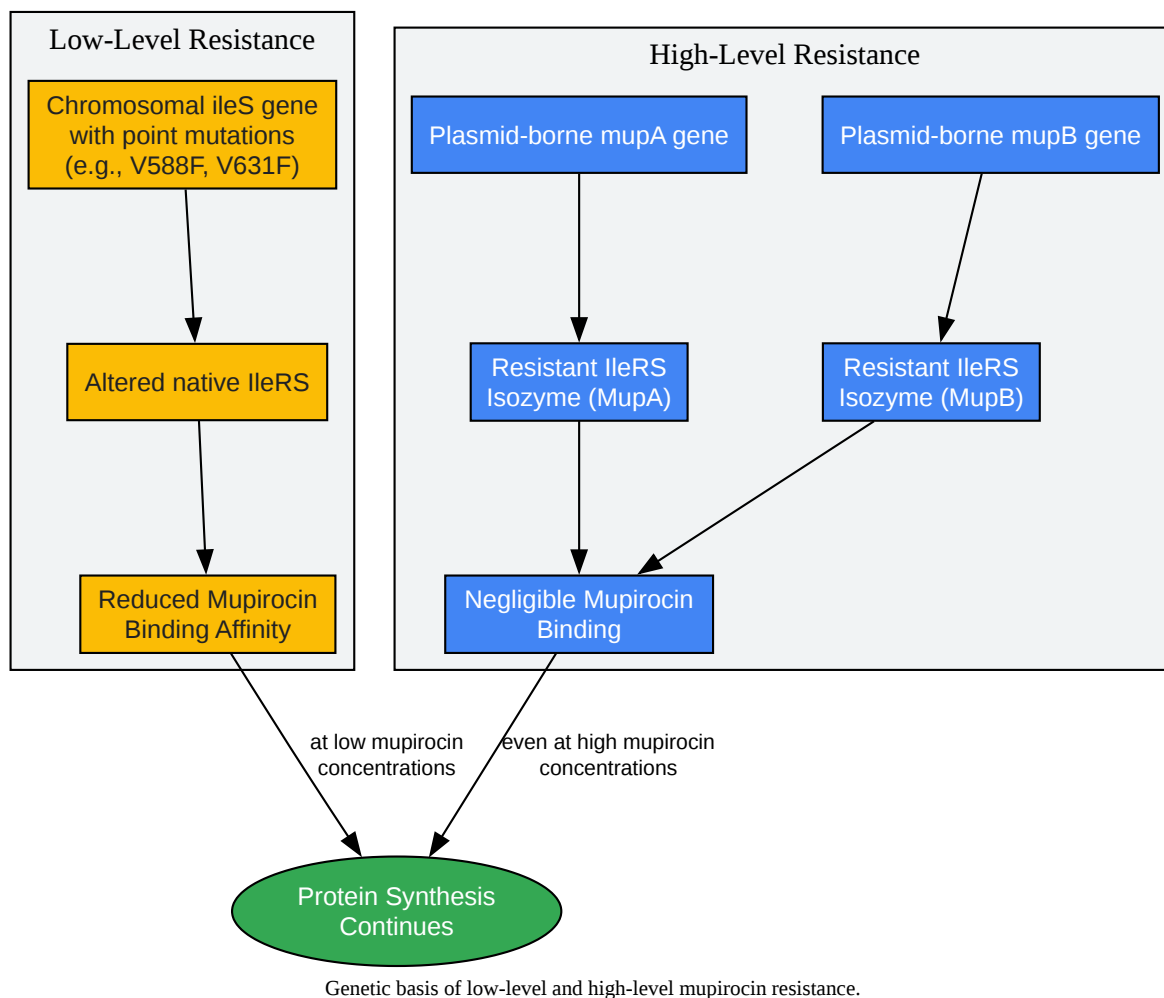 Low-Level Resistance
Chromosomal ileS gene
with point mutations
(e.g., V588F, V631F)
Altered native IleRS
Reduced Mupirocin
Binding Affinity
High-Level Resistance
Plasmid-borne mupA gene
Plasmid-borne mupB gene
Resistant IleRS
Isozyme (MupA)
Resistant IleRS
Isozyme (MupB)
Negligible Mupirocin
Binding
at low mupirocin
concentrations
even at high mupirocin
concentrations
Protein Synthesis
Continues
Genetic basis of low-level and high-level mupirocin resistance.